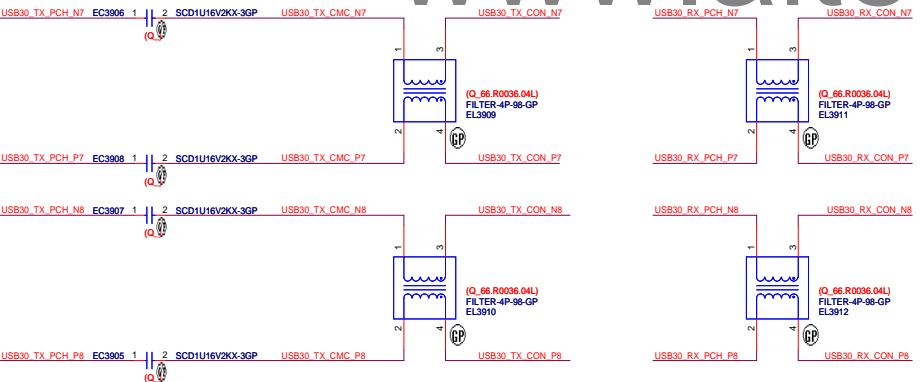 USB30_TX_PCH_N7 EC3906 1 2 SCD1U16V2KX-3GP USB30_TX_CMC_N7 USB30_TX_CON_N7 USB30_RX_PCH_N7 USB30_RX_CON_N7
(Q_
1 3 1 3
(Q_66.R0036.04L) (Q_66.R0036.04L)
FILTER-4P-98-GP FILTER-4P-98-GP
EL3909 EL3911
2 4 GP 2 4 GP
USB30_TX_PCH_P7 EC3908 1 2 SCD1U16V2KX-3GP USB30_TX_CMC_P7 USB30_TX_CON_P7 USB30_RX_PCH_P7 USB30_RX_CON_P7
(Q_
USB30_TX_PCH_N8 EC3907 1 2 SCD1U16V2KX-3GP USB30_TX_CMC_N8 USB30_TX_CON_N8 USB30_RX_PCH_N8 USB30_RX_CON_N8
(Q_
1 3 1 3
(Q_66.R0036.04L) (Q_66.R0036.04L)
FILTER-4P-98-GP FILTER-4P-98-GP
EL3910 EL3912
2 4 GP 2 4 GP
USB30_TX_PCH_P8 EC3905 1 2 SCD1U16V2KX-3GP USB30_TX_CMC_P8 USB30_TX_CON_P8 USB30_RX_PCH_P8 USB30_RX_CON_P8
(Q_